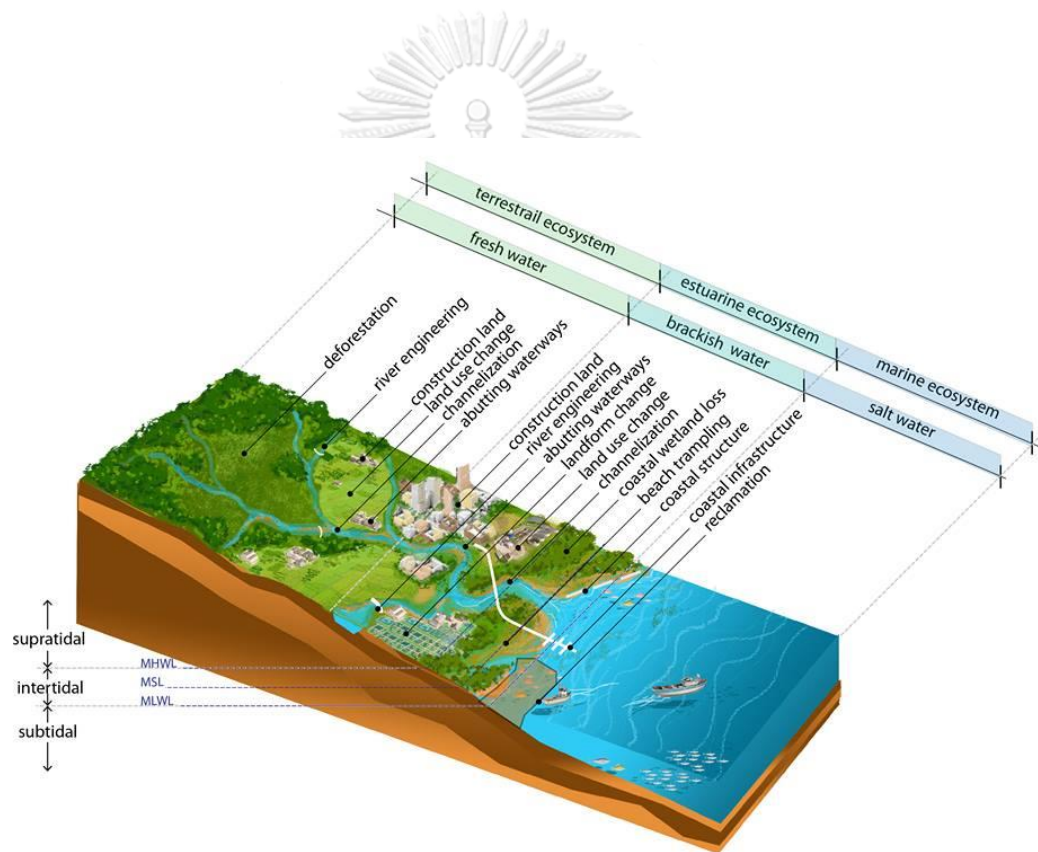 terrestrail ecosystem
estuarine ecosystem
marine ecosystem
fresh water
brackish water
salt water
deforestation
river engineering
construction land
land use change
channelization
abutting waterways
construction land
river engineering
abutting waterways
landform change
land use change
channelization
coastal wetland loss
beach trampling
coastal structure
coastal infrastructure
reclamation
supratidal
MHWL
intertidal
MSL
MLWL
subtidal